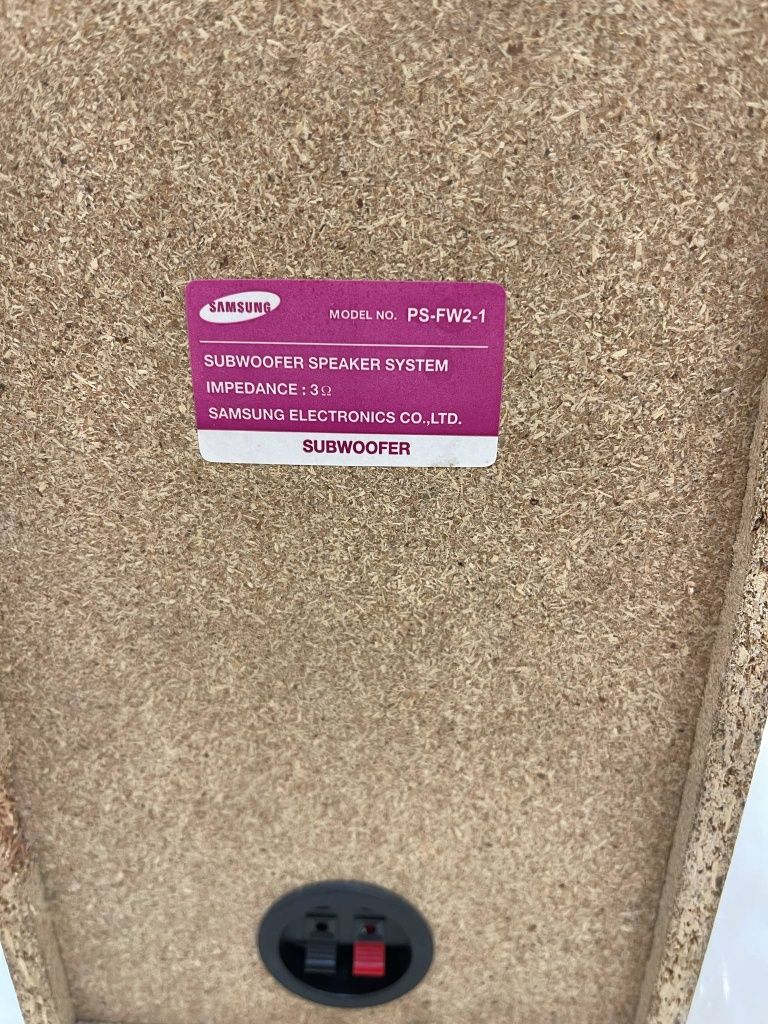 SAMSUNG MODEL NO. PS-FW2-1
SUBWOOFER SPEAKER SYSTEM
IMPEDANCE : 3Ω
SAMSUNG ELECTRONICS CO.,LTD.
SUBWOOFER